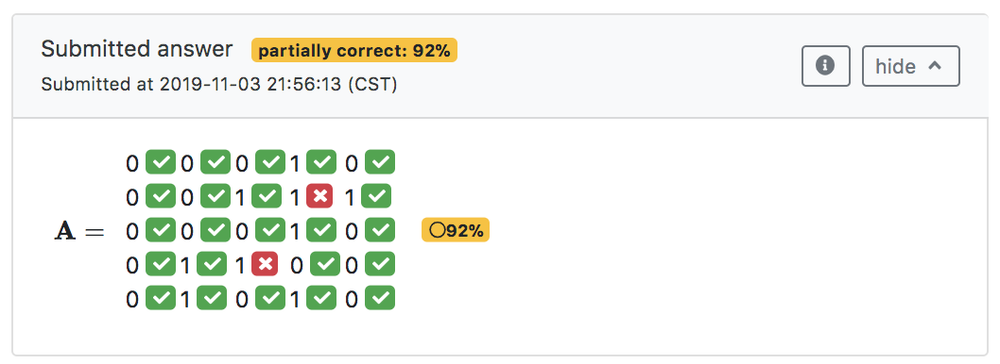 Submitted answer partially correct: 92%
Submitted at 2019-11-03 21:56:13 (CST)
hide
0 0 0 1 0
0 0 1 1 1
A = 0 0 0 1 0 92%
0 1 1 0 0
0 1 0 1 0